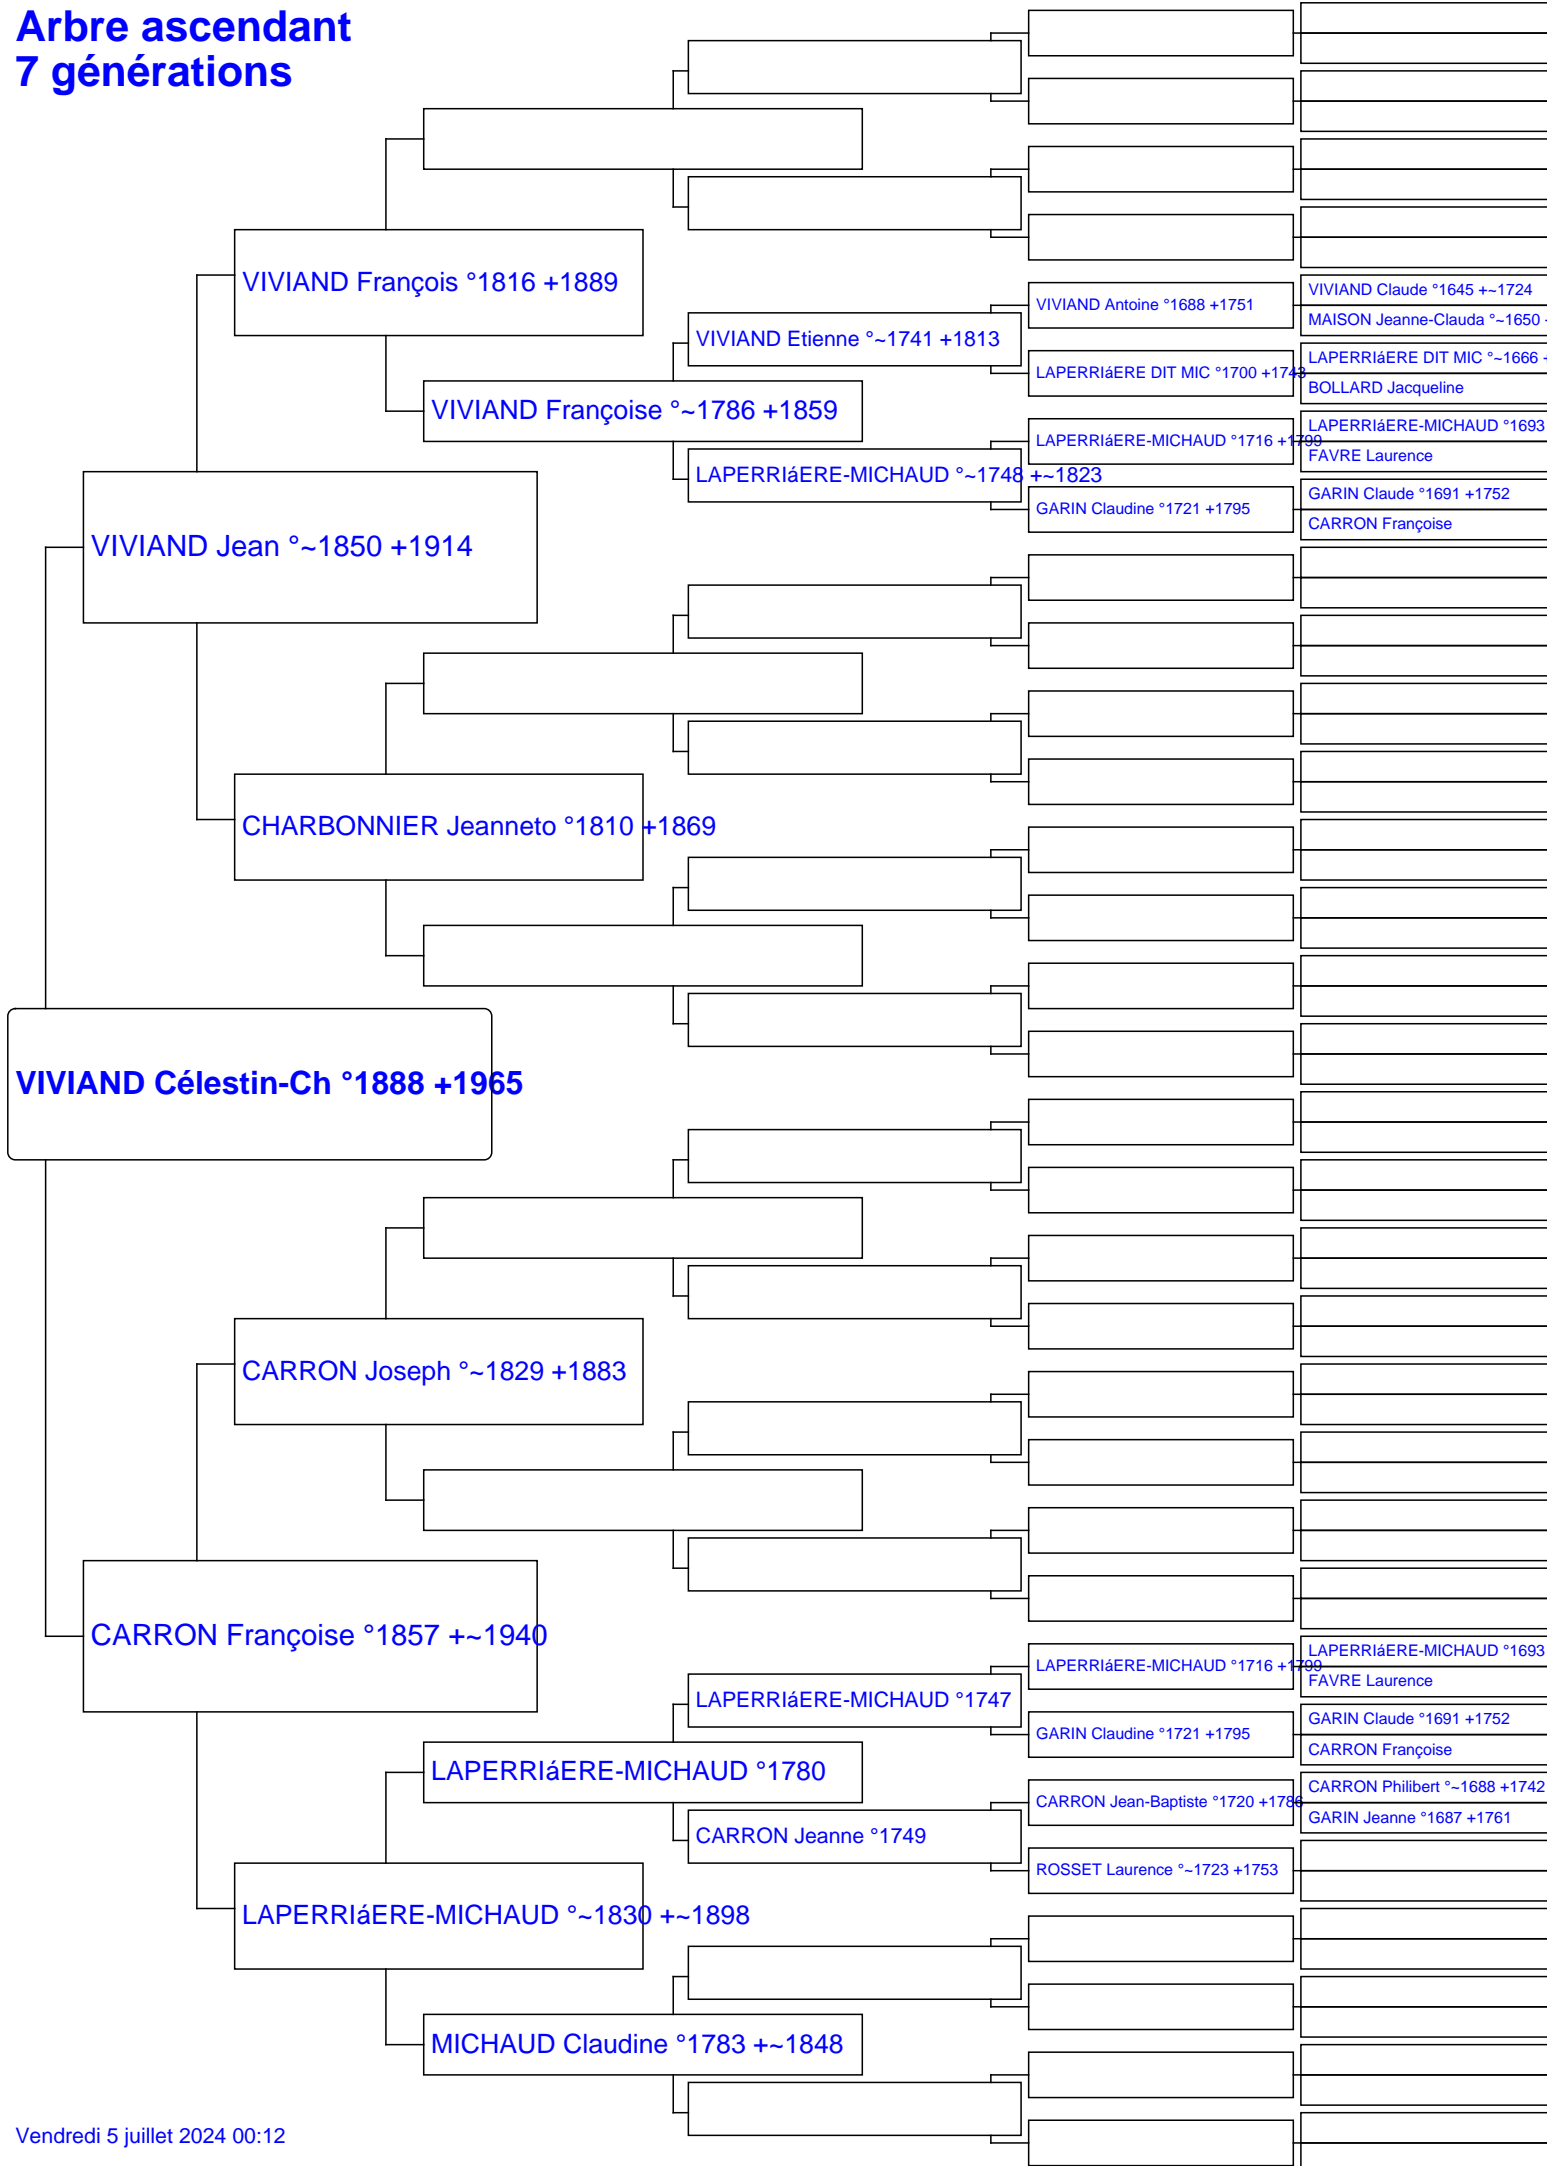 Arbre ascendant
7 générations
VIVIAND Claude °1645 +~1724
VIVIAND François °1816 +1889
VIVIAND Antoine °1688 +1751
MAISON Jeanne-Clauda °~1650 -
VIVIAND Etienne °~1741 +1813
LAPERRIáERE DIT MIC °~1666 +
LAPERRIáERE DIT MIC °1700 +1743
BOLLARD Jacqueline
VIVIAND Françoise °~1786 +1859
LAPERRIáERE-MICHAUD °1693
LAPERRIáERE-MICHAUD °1716 +1799
FAVRE Laurence
LAPERRIáERE-MICHAUD °~1748 +~1823
GARIN Claude °1691 +1752
GARIN Claudine °1721 +1795
CARRON Françoise
VIVIAND Jean °~1850 +1914
CHARBONNIER Jeanneto °1810 +1869
VIVIAND Célestin-Ch °1888 +1965
CARRON Joseph °~1829 +1883
CARRON Françoise °1857 +~1940
LAPERRIáERE-MICHAUD °1693
LAPERRIáERE-MICHAUD °1716 +1799
FAVRE Laurence
LAPERRIáERE-MICHAUD °1747
GARIN Claude °1691 +1752
GARIN Claudine °1721 +1795
CARRON Françoise
LAPERRIáERE-MICHAUD °1780
CARRON Philibert °~1688 +1742
CARRON Jean-Baptiste °1720 +1786
GARIN Jeanne °1687 +1761
CARRON Jeanne °1749
ROSSET Laurence °~1723 +1753
LAPERRIáERE-MICHAUD °~1830 +~1898
MICHAUD Claudine °1783 +~1848
Vendredi 5 juillet 2024 00:12